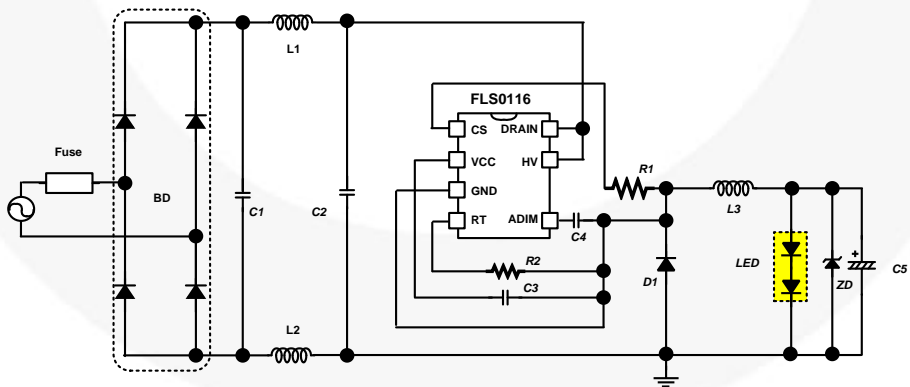 L1
FLS0116
CS
DRAIN
VCC
HV
GND
RT
ADIM
Fuse
BD
C1
C2
R1
L3
C4
R2
C3
D1
LED
ZD
+
C5
L2